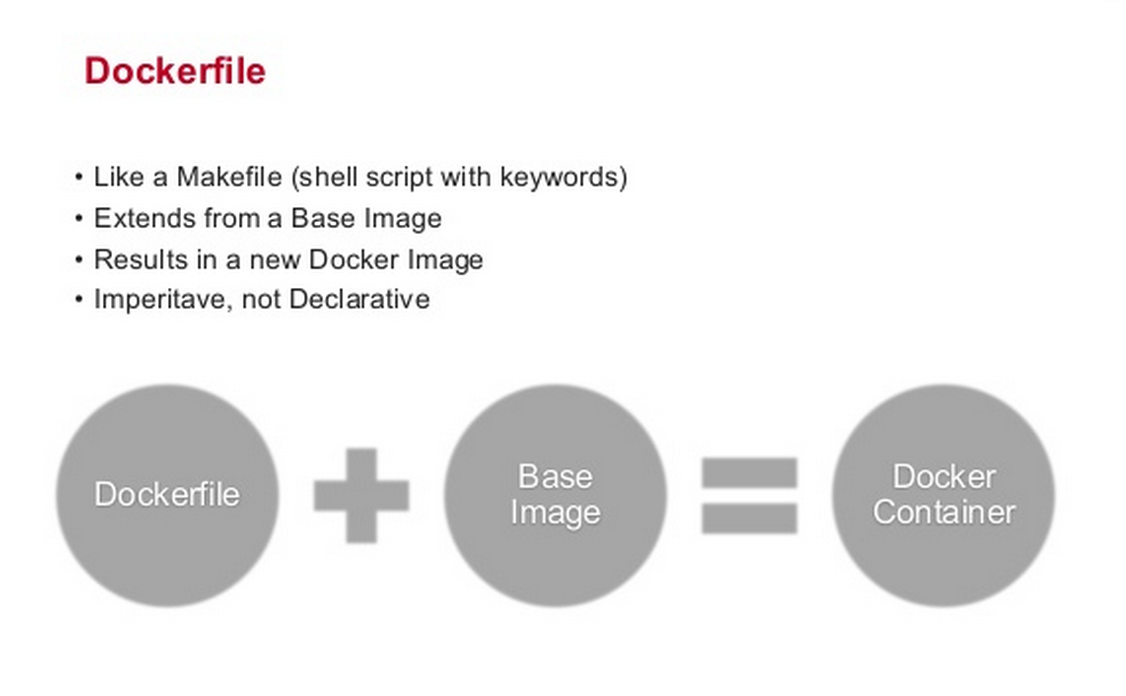 Dockerfile
• Like a Makefile (shell script with keywords)
• Extends from a Base Image
• Results in a new Docker Image
• Imperitave, not Declarative
Dockerfile
Base
Image
Docker
Container